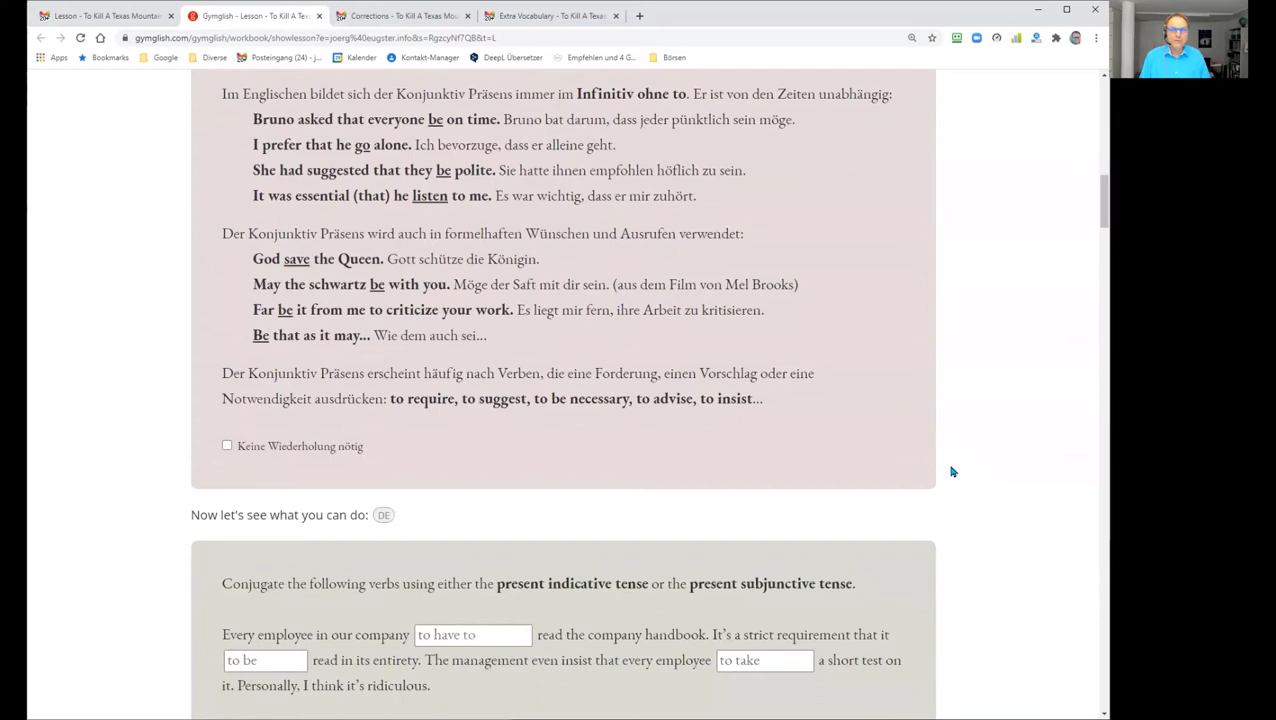 Lesson - To Kill A Texas Mountain
Gymglish - Lesson - To Kill A Tex
Corrections - To Kill A Texas Mou
Extra Vocabulary - To Kill A Texas
gymglish.com/gymglish/workbook/showlesson?e=joerg%40eugster.info&s=RgzcyNf7QB&t=L
Apps Bookmarks Google Diverse Posteingang (24) - j... Kalender Kontakt-Manager DeepL Übersetzer Empfehlen und 4 G... Börsen
Im Englischen bildet sich der Konjunktiv Präsens immer im Infinitiv ohne to. Er ist von den Zeiten unabhängig:
Bruno asked that everyone be on time. Bruno bat darum, dass jeder pünktlich sein möge.
I prefer that he go alone. Ich bevorzuge, dass er alleine geht.
She had suggested that they be polite. Sie hatte ihnen empfohlen höflich zu sein.
It was essential (that) he listen to me. Es war wichtig, dass er mir zuhört.
Der Konjunktiv Präsens wird auch in formelhaften Wünschen und Ausrufen verwendet:
God save the Queen. Gott schütze die Königin.
May the schwartz be with you. Möge der Saft mit dir sein. (aus dem Film von Mel Brooks)
Far be it from me to criticize your work. Es liegt mir fern, ihre Arbeit zu kritisieren.
Be that as it may... Wie dem auch sei...
Der Konjunktiv Präsens erscheint häufig nach Verben, die eine Forderung, einen Vorschlag oder eine
Notwendigkeit ausdrücken: to require, to suggest, to be necessary, to advise, to insist...
Keine Wiederholung nötig
Now let's see what you can do: DE
Conjugate the following verbs using either the present indicative tense or the present subjunctive tense.
Every employee in our company to have to read the company handbook. It's a strict requirement that it
to be read in its entirety. The management even insist that every employee to take a short test on
it. Personally, I think it's ridiculous.